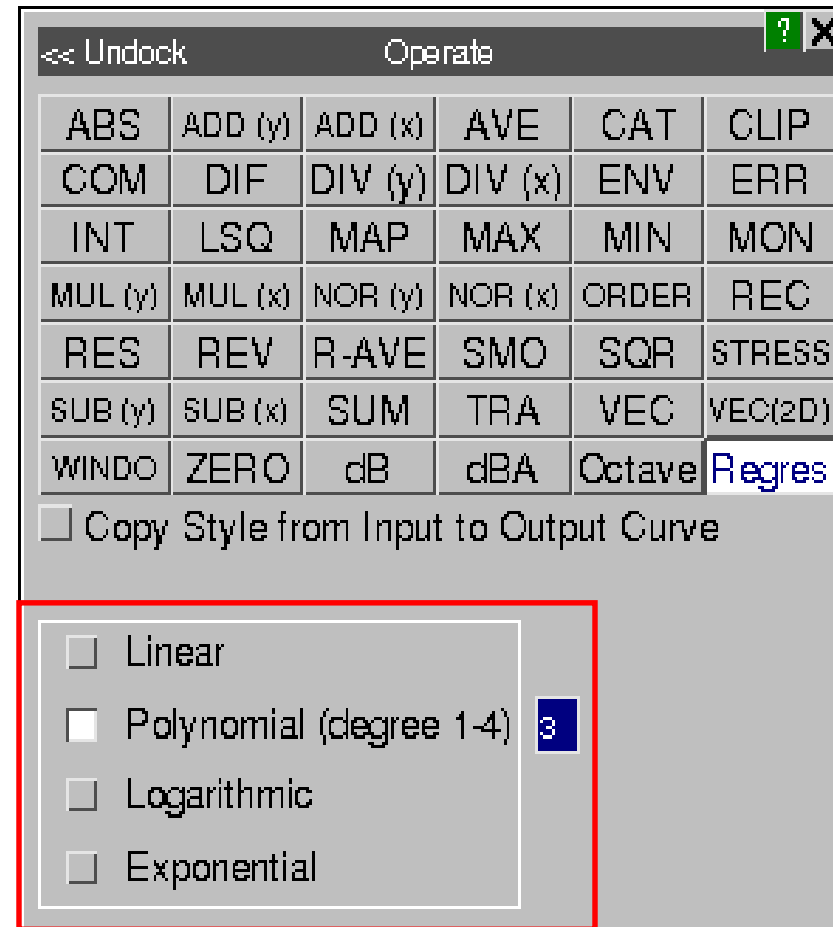 << Undock Operate ? X
ABS ADD (y) ADD (x) AVE CAT CLIP
COM DIF DIV (y) DIV (x) ENV ERR
INT LSQ MAP MAX MIN MON
MUL (y) MUL (x) NOR (y) NOR (x) ORDER REC
RES REV R-AVE SMO SQR STRESS
SUB (y) SUB (x) SUM TRA VEC VEC(2D)
WINDO ZERO dB dBA Octave Regres
Copy Style from Input to Output Curve
Linear
Polynomial (degree 1-4) 3
Logarithmic
Exponential